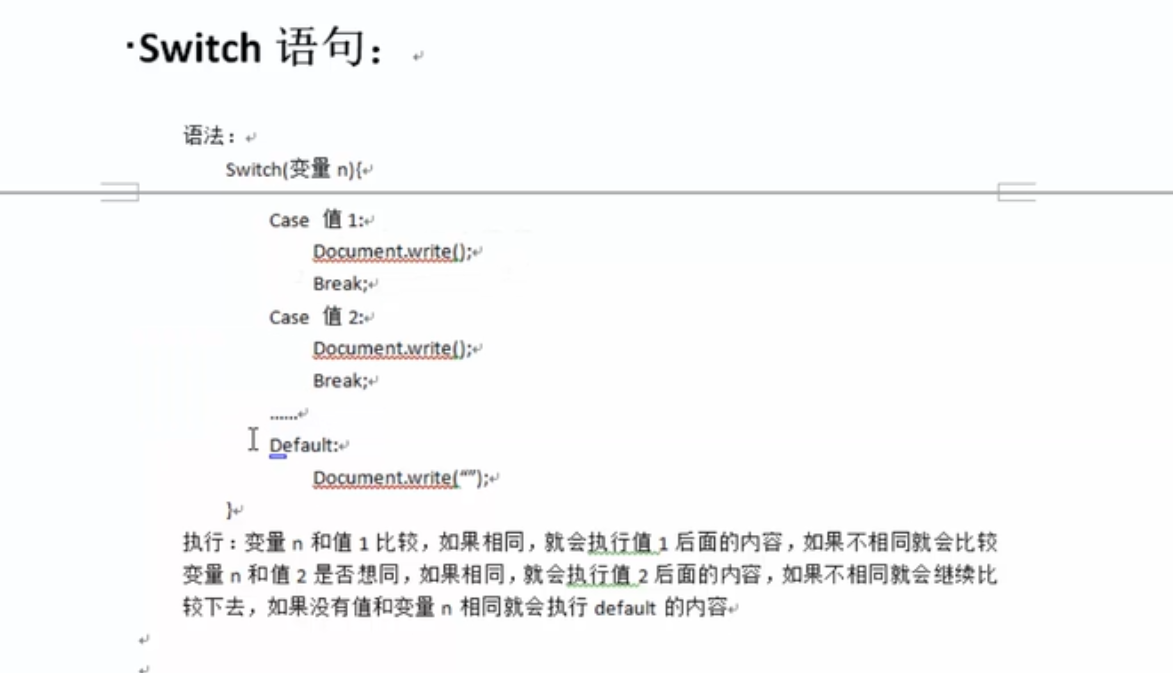 ·Switch 语句：
语法：
Switch(变量 n){
Case 值 1:
Document.write();
Break;
Case 值 2:
Document.write();
Break;
……
Default:
Document.write(“”);
}
执行：变量 n 和值 1 比较，如果相同，就会执行值 1 后面的内容，如果不相同就会比较
变量 n 和值 2 是否想同，如果相同，就会执行值 2 后面的内容，如果不相同就会继续比
较下去，如果没有值和变量 n 相同就会执行 default 的内容